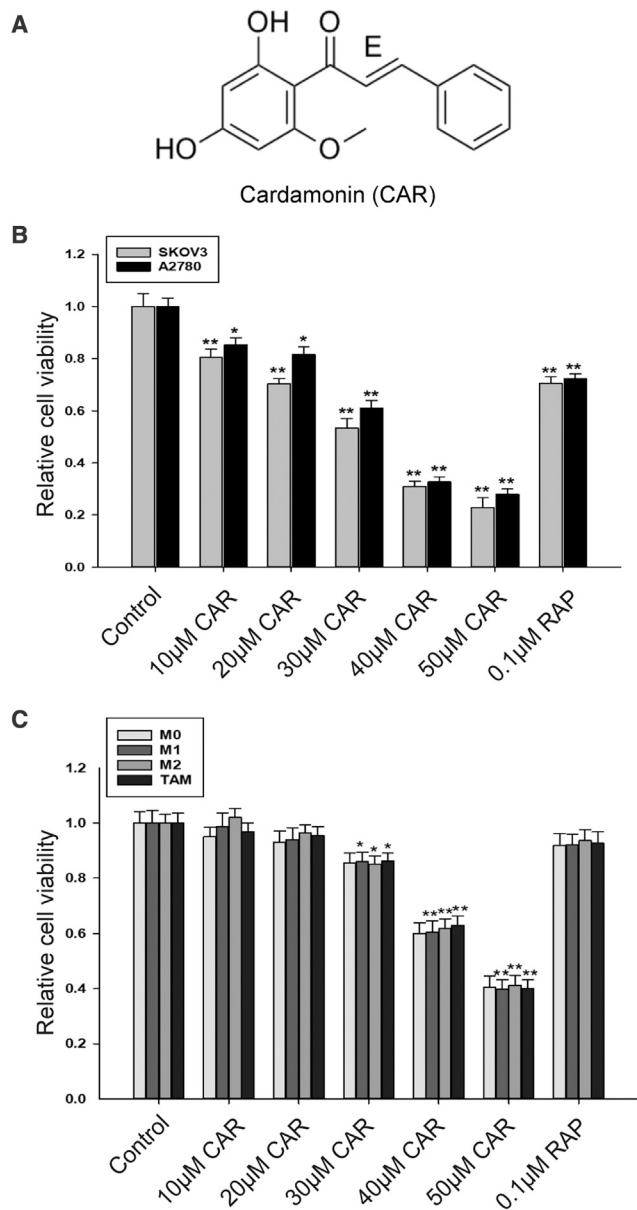 A
OH
O
E
HO
O
Cardamonin (CAR)
B
SKOV3
A2780
Relative cell viability
1.2
1.0
0.8
0.6
0.4
0.2
0.0
** *
** *
** **
** **
** **
** **
Control
10µM CAR
20µM CAR
30µM CAR
40µM CAR
50µM CAR
0.1µM RAP
C
M0
M1
M2
TAM
Relative cell viability
1.2
1.0
0.8
0.6
0.4
0.2
0.0
* * *
** ** **
** ** **
Control
10µM CAR
20µM CAR
30µM CAR
40µM CAR
50µM CAR
0.1µM RAP